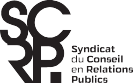 SC
RP.
Syndicat
du Conseil
en Relations
Publics